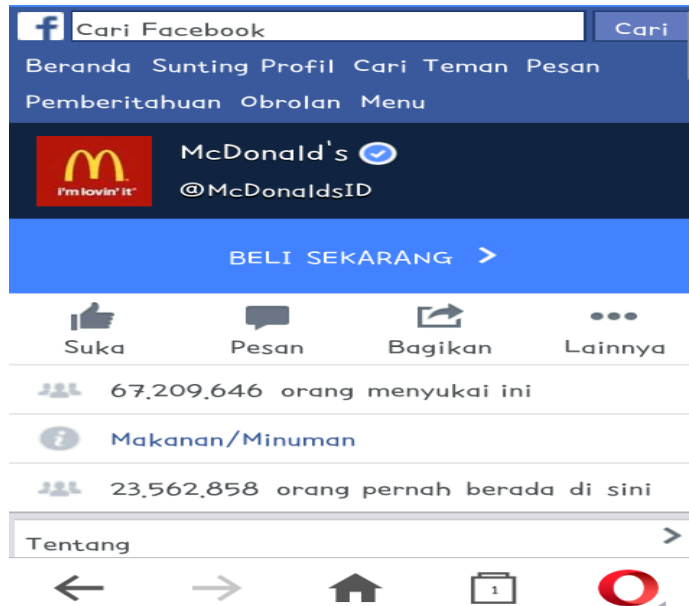 f Cari Facebook Cari
Beranda Sunting Profil Cari Teman Pesan
Pemberitahuan Obrolan Menu
McDonald's
i'm lovin' it
@McDonaldsID
BELI SEKARANG >
Suka Pesan Bagikan Lainnya
67,209,646 orang menyukai ini
Makanan/Minuman
23,562,858 orang pernah berada di sini
Tentang
1